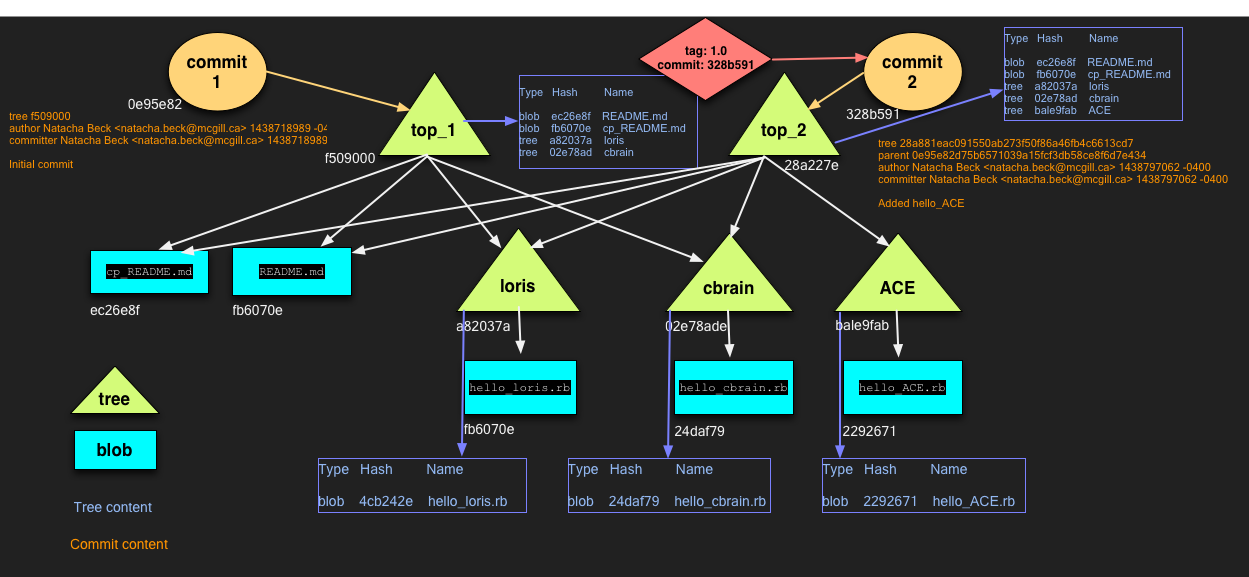 commit
1
0e95e82
tree f509000
author Natacha Beck <natacha.beck@mcgill.ca> 1438718989 -04
committer Natacha Beck <natacha.beck@mcgill.ca> 1438718989
Initial commit
top_1
f509000
Type Hash Name
blob ec26e8f README.md
blob fb6070e cp_README.md
tree a82037a loris
tree 02e78ad cbrain
tag: 1.0
commit: 328b591
commit
2
328b591
top_2
28a227e
Type Hash Name
blob ec26e8f README.md
blob fb6070e cp_README.md
tree a82037a loris
tree 02e78ad cbrain
tree bale9fab ACE
tree 28a881eac091550ab273f50f86a46fb4c6613cd7
parent 0e95e82d75b6571039a15fcf3db58ce8f6d7e434
author Natacha Beck <natacha.beck@mcgill.ca> 1438797062 -0400
committer Natacha Beck <natacha.beck@mcgill.ca> 1438797062 -0400
Added hello_ACE
cp_README.md
ec26e8f
README.md
fb6070e
loris
a82037a
cbrain
02e78ade
ACE
bale9fab
hello_loris.rb
fb6070e
hello_cbrain.rb
24daf79
hello_ACE.rb
2292671
Type Hash Name
blob 4cb242e hello_loris.rb
Type Hash Name
blob 24daf79 hello_cbrain.rb
Type Hash Name
blob 2292671 hello_ACE.rb
tree
blob
Tree content
Commit content